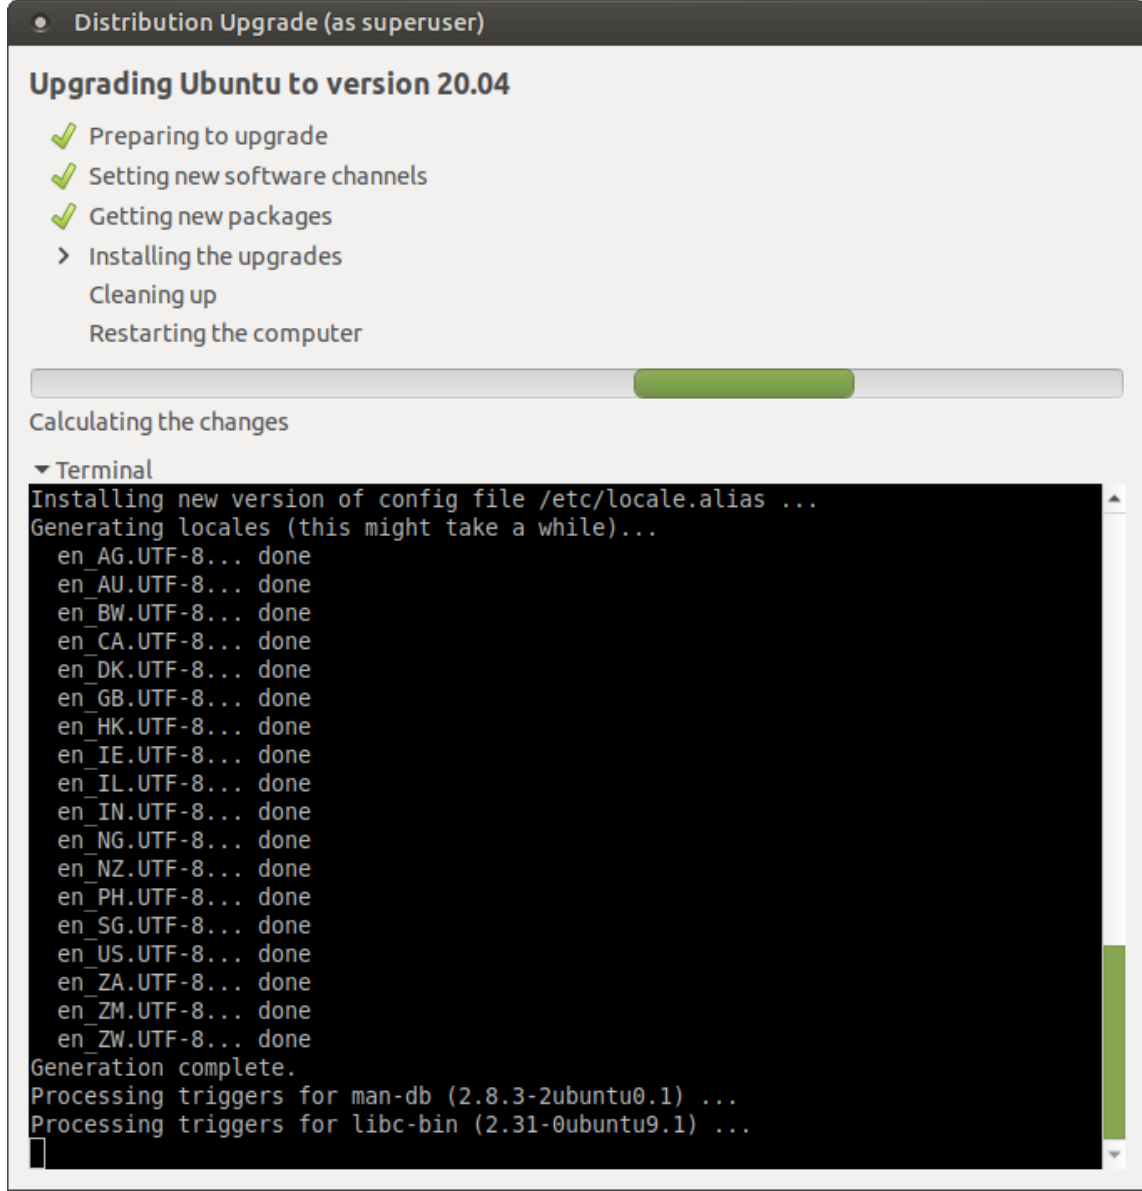 Distribution Upgrade (as superuser)
Upgrading Ubuntu to version 20.04
Preparing to upgrade
Setting new software channels
Getting new packages
Installing the upgrades
Cleaning up
Restarting the computer
Calculating the changes
Terminal
Installing new version of config file /etc/locale.alias ...
Generating locales (this might take a while)...
en_AG.UTF-8... done
en_AU.UTF-8... done
en_BW.UTF-8... done
en_CA.UTF-8... done
en_DK.UTF-8... done
en_GB.UTF-8... done
en_HK.UTF-8... done
en_IE.UTF-8... done
en_IL.UTF-8... done
en_IN.UTF-8... done
en_NG.UTF-8... done
en_NZ.UTF-8... done
en_PH.UTF-8... done
en_SG.UTF-8... done
en_US.UTF-8... done
en_ZA.UTF-8... done
en_ZM.UTF-8... done
en_ZW.UTF-8... done
Generation complete.
Processing triggers for man-db (2.8.3-2ubuntu0.1) ...
Processing triggers for libc-bin (2.31-0ubuntu9.1) ...